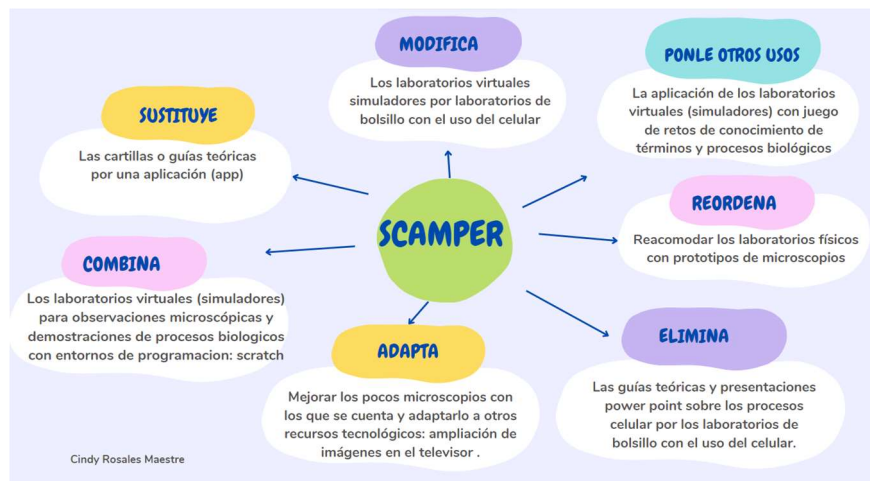 MODIFICA
Los laboratorios virtuales
simuladores por laboratorios de
bolsillo con el uso del celular
PONLE OTROS USOS
La aplicación de los laboratorios
virtuales (simuladores) con juego
de retos de conocimiento de
términos y procesos biológicos
SUSTITUYE
Las cartillas o guías teóricas
por una aplicación (app)
SCAMPER
REORDENA
Reacomodar los laboratorios físicos
con prototipos de microscopios
COMBINA
Los laboratorios virtuales (simuladores)
para observaciones microscópicas y
demostraciones de procesos biologicos
con entornos de programacion: scratch
ADAPTA
Mejorar los pocos microscopios con
los que se cuenta y adaptarlo a otros
recursos tecnológicos: ampliación de
imágenes en el televisor .
ELIMINA
Las guías teóricas y presentaciones
power point sobre los procesos
celular por los laboratorios de
bolsillo con el uso del celular.
Cindy Rosales Maestre